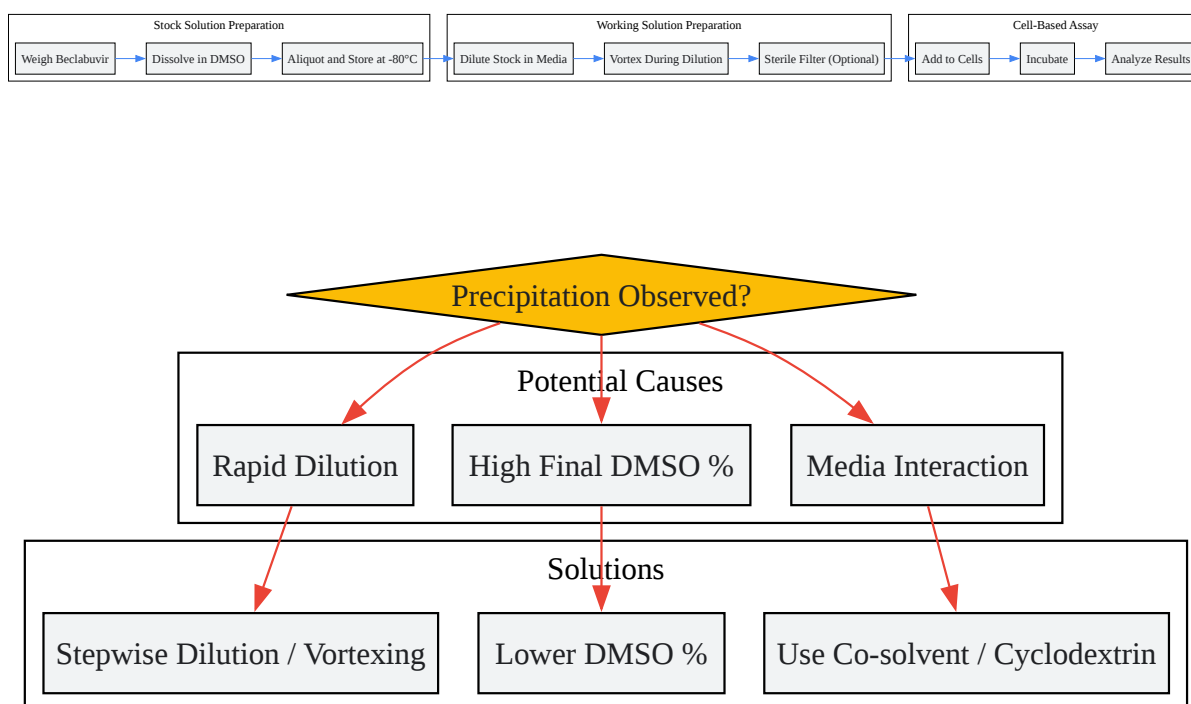 Stock Solution Preparation
Weigh Beclabuvir
Dissolve in DMSO
Aliquot and Store at -80°C
Working Solution Preparation
Dilute Stock in Media
Vortex During Dilution
Sterile Filter (Optional)
Cell-Based Assay
Add to Cells
Incubate
Analyze Results
Precipitation Observed?
Potential Causes
Rapid Dilution
High Final DMSO %
Media Interaction
Solutions
Stepwise Dilution / Vortexing
Lower DMSO %
Use Co-solvent / Cyclodextrin